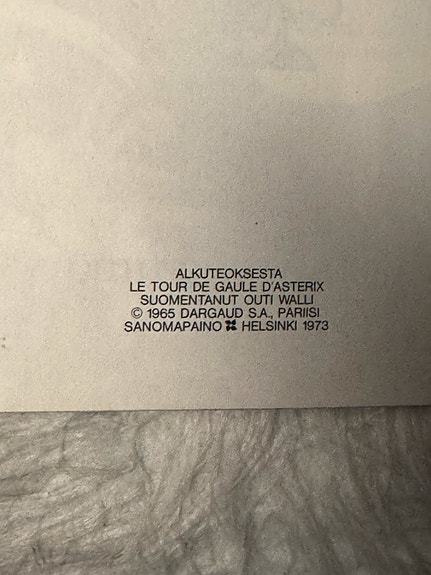 ALKUTEOKSESTA
LE TOUR DE GAULE D'ASTERIX
SUOMENTANUT OUTI WALLI
© 1965 DARGAUD S.A., PARIISI
SANOMAPAINO HELSINKI 1973